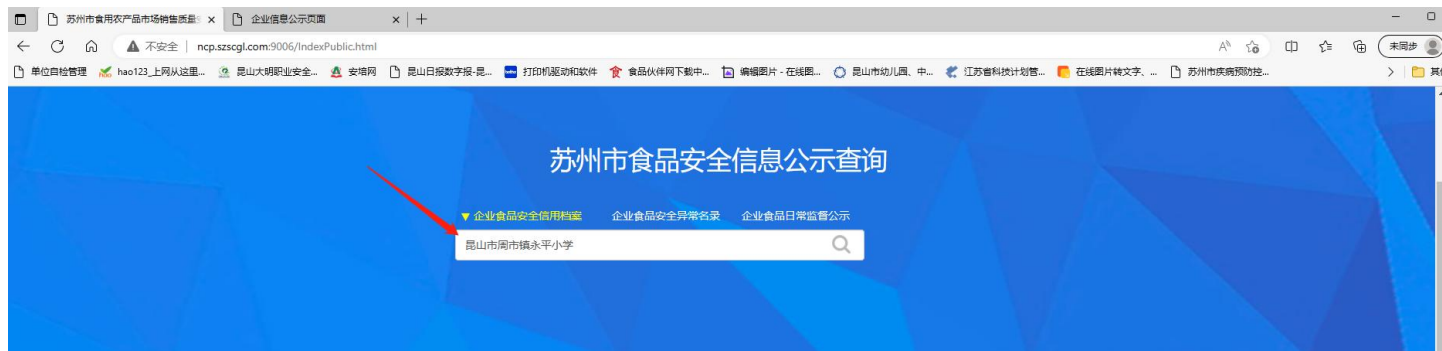 苏州市食用农产品市场销售质量 企业信息公示页面
不安全 ncp.szscgl.com:9006/IndexPublic.html 未同步
单位自检管理 hao123_上网从这里... 昆山大明职业安全... 安培网 昆山日报数字报-昆... 打印机驱动和软件 食品伙伴网下载中... 编辑图片 - 在线图... 昆山市幼儿园、中... 江苏省科技计划管... 在线图片转文字、... 苏州市疾病预防控...
苏州市食品安全信息公示查询
▼ 企业食品安全信用档案 企业食品安全异常名录 企业食品日常监督公示
昆山市周市镇永平小学